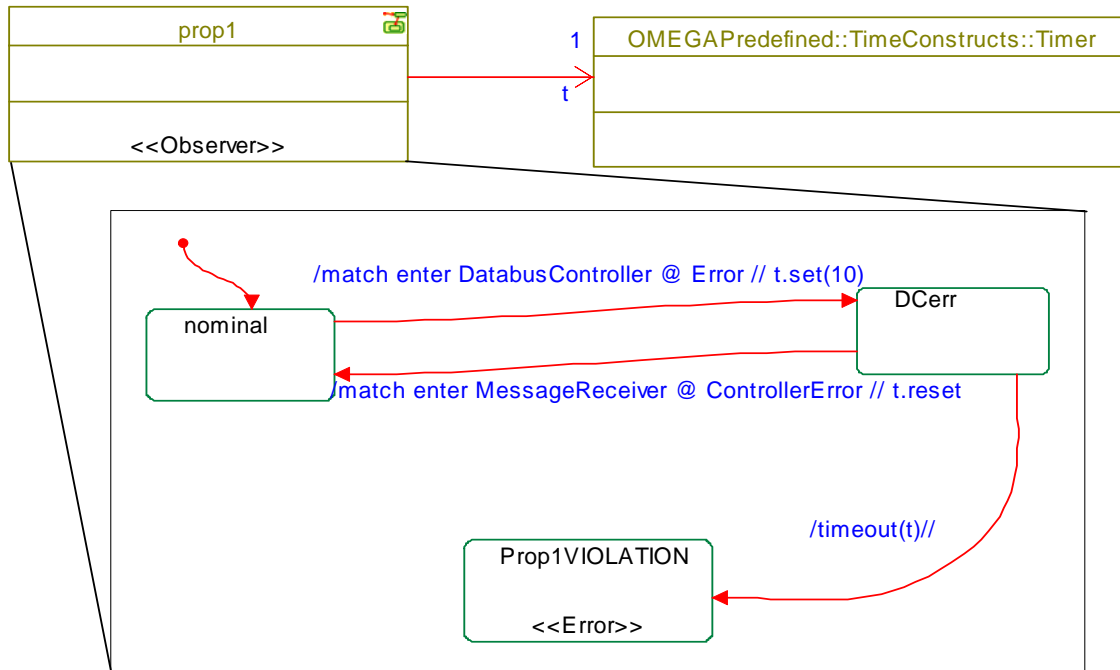 prop1
<<Observer>>
1
t
OMEGAPredefined::TimeConstructs::Timer
/match enter DatabusController @ Error // t.set(10)
nominal
DCerr
/match enter MessageReceiver @ ControllerError // t.reset
/timeout(t)//
Prop1VIOLATION
<<Error>>